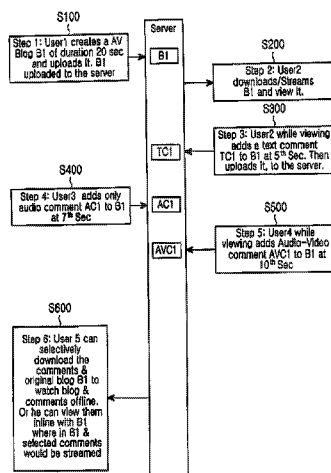 S100
Step 1: User1 creates a AV
Blog B1 of duration 20 sec
and uploads it. B1
uploaded to the server
Server
B1
S200
Step 2: User2
downloads/Streams
B1 and view it.
S300
Step 3: User2 while viewing
adds a text comment
TC1 to B1 at 5th Sec. Then
uploads it, to the server.
TC1
S400
Step 4: User3 adds only
audio comment AC1 to B1
at 7th Sec
AC1
S500
Step 5: User4 while
viewing adds Audio-Video
comment AVC1 to B1 at
10th Sec
AVC1
S600
Step 6: User 5 can
selectively
download the
comments &
original blog B1 to
watch blog &
comments offline.
Or he can view them
inline with B1
where in B1 &
selected comments
would be streamed